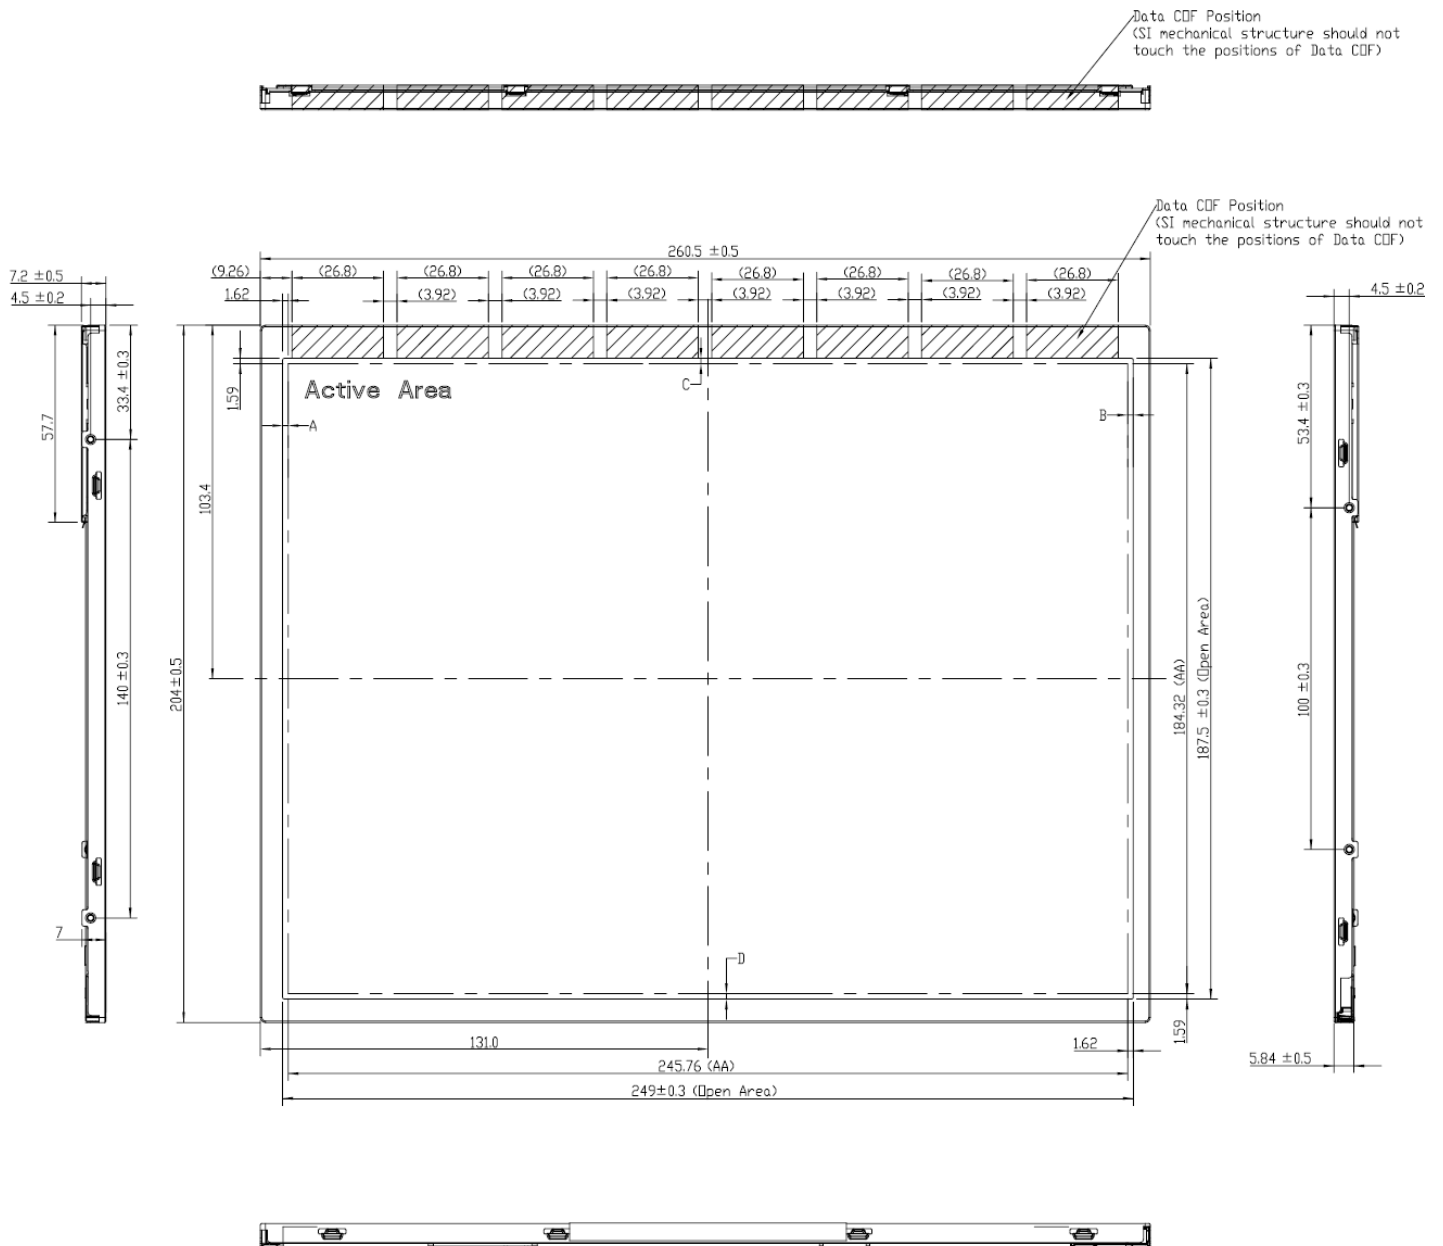 Data COF Position
(SI mechanical structure should not
touch the positions of Data COF)
Data COF Position
(SI mechanical structure should not
touch the positions of Data COF)
260.5 ±0.5
(9.26) (26.8) (26.8) (26.8) (26.8) (26.8) (26.8) (26.8) (26.8)
1.62 (3.92) (3.92) (3.92) (3.92) (3.92) (3.92) (3.92)
7.2 ±0.5
4.5 ±0.2
4.5 ±0.2
33.4 ±0.3
57.7
1.59
Active Area
C
A
B
53.4 ±0.3
103.4
140 ±0.3
204±0.5
184.32 (AA)
187.5 ±0.3 (Open Area)
100 ±0.3
7
D
131.0
1.62
1.59
245.76 (AA)
249±0.3 (Open Area)
5.84 ±0.5